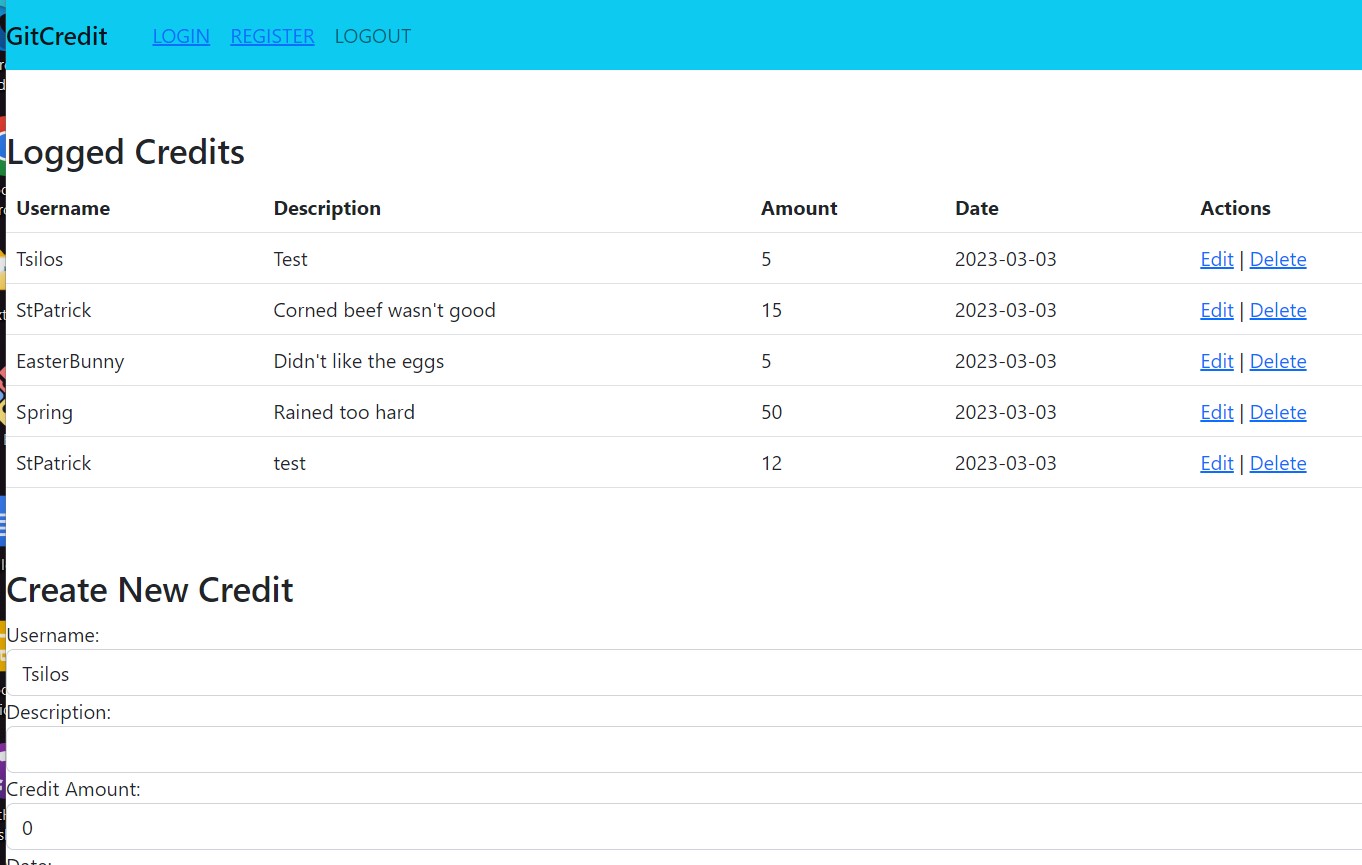 GitCredit LOGIN REGISTER LOGOUT
Logged Credits
Username Description Amount Date Actions
Tsilos Test 5 2023-03-03 Edit | Delete
StPatrick Corned beef wasn't good 15 2023-03-03 Edit | Delete
EasterBunny Didn't like the eggs 5 2023-03-03 Edit | Delete
Spring Rained too hard 50 2023-03-03 Edit | Delete
StPatrick test 12 2023-03-03 Edit | Delete
Create New Credit
Username:
Tsilos
Description:
Credit Amount:
0
Date: